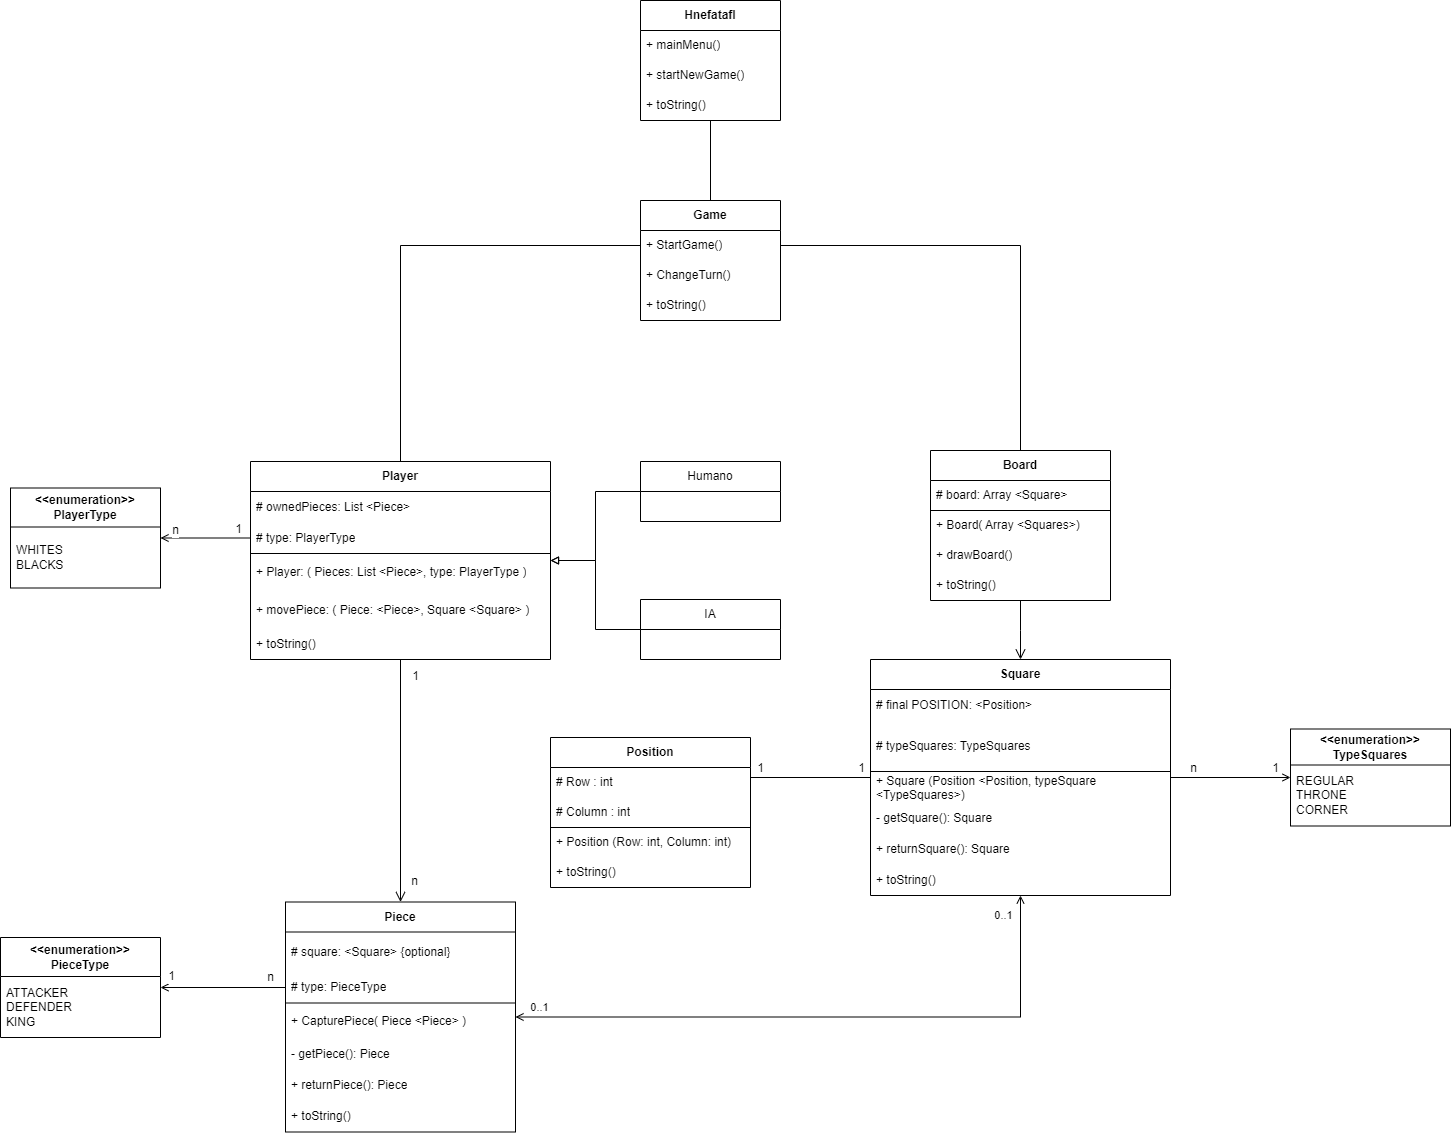 Hnefatafl
+ mainMenu()
+ startNewGame()
+ toString()
Game
+ StartGame()
+ ChangeTurn()
+ toString()
Player
# ownedPieces: List <Piece>
# type: PlayerType
+ Player: ( Pieces: List <Piece>, type: PlayerType )
+ movePiece: ( Piece: <Piece>, Square <Square> )
+ toString()
<<enumeration>>
PlayerType
WHITES
BLACKS
n
1
Humano
IA
Board
# board: Array <Square>
+ Board( Array <Squares>)
+ drawBoard()
+ toString()
Square
# final POSITION: <Position>
# typeSquares: TypeSquares
+ Square (Position <Position, typeSquare
<TypeSquares>)
- getSquare(): Square
+ returnSquare(): Square
+ toString()
Position
# Row : int
# Column : int
+ Position (Row: int, Column: int)
+ toString()
1
1
n
1
<<enumeration>>
TypeSquares
REGULAR
THRONE
CORNER
1
n
Piece
# square: <Square> {optional}
# type: PieceType
+ CapturePiece( Piece <Piece> )
- getPiece(): Piece
+ returnPiece(): Piece
+ toString()
<<enumeration>>
PieceType
ATTACKER
DEFENDER
KING
1
n
0..1
0..1